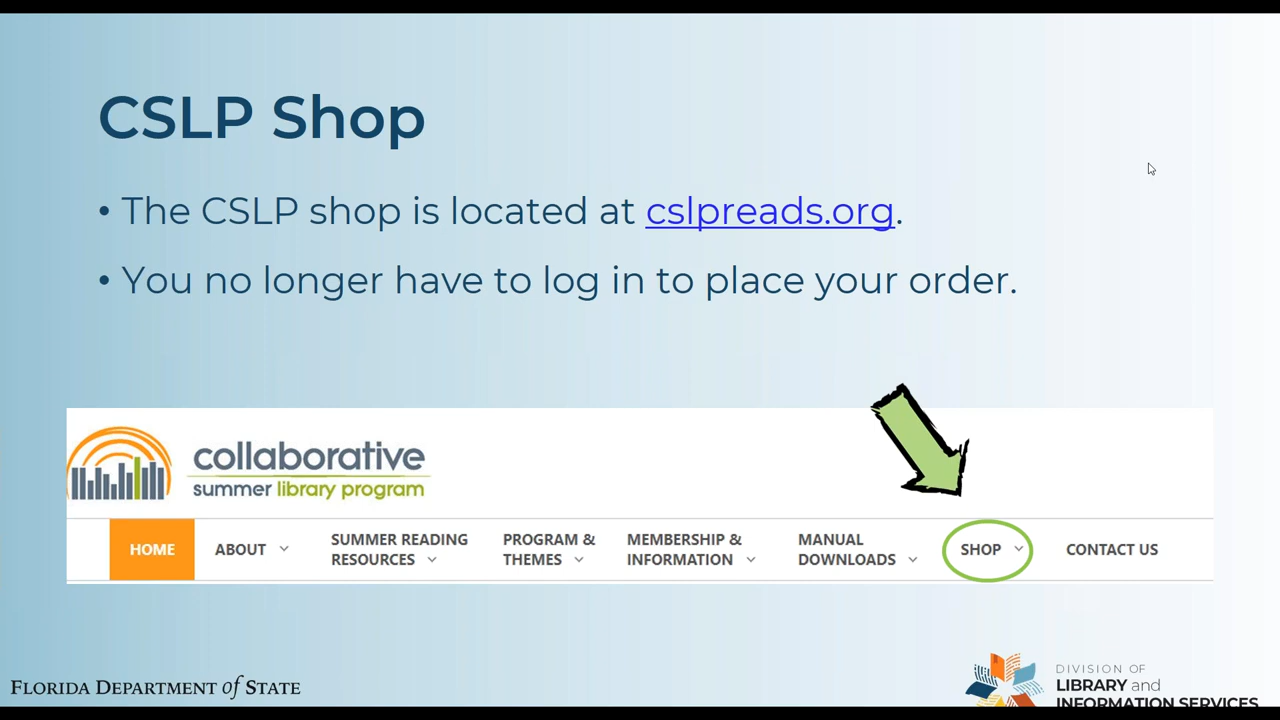 CSLP Shop
• The CSLP shop is located at cslpreads.org.
• You no longer have to log in to place your order.
collaborative
summer library program
HOME
ABOUT
SUMMER READING
RESOURCES
PROGRAM &
THEMES
MEMBERSHIP &
INFORMATION
MANUAL
DOWNLOADS
SHOP
CONTACT US
FLORIDA DEPARTMENT of STATE
DIVISION OF
LIBRARY and
INFORMATION SERVICES